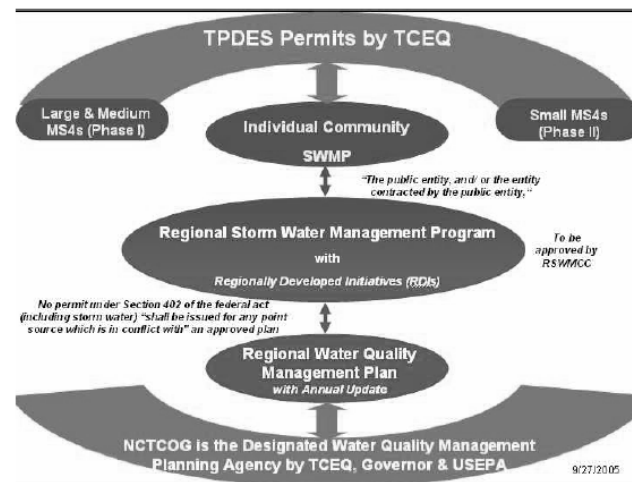 TPDES Permits by TCEQ
Large & Medium
MS4s (Phase I)
Small MS4s
(Phase II)
Individual Community
SWMP
"The public entity, and/ or the entity
contracted by the public entity,"
Regional Storm Water Management Program
with
Regionally Developed Initiatives (RDIs)
To be
approved by
RSWMCC
No permit under Section 402 of the federal act
(including storm water) "shall be issued for any point
source which is in conflict with" an approved plan
Regional Water Quality
Management Plan
with Annual Update
NCTCOG is the Designated Water Quality Management
Planning Agency by TCEQ, Governor & USEPA
9/27/2005